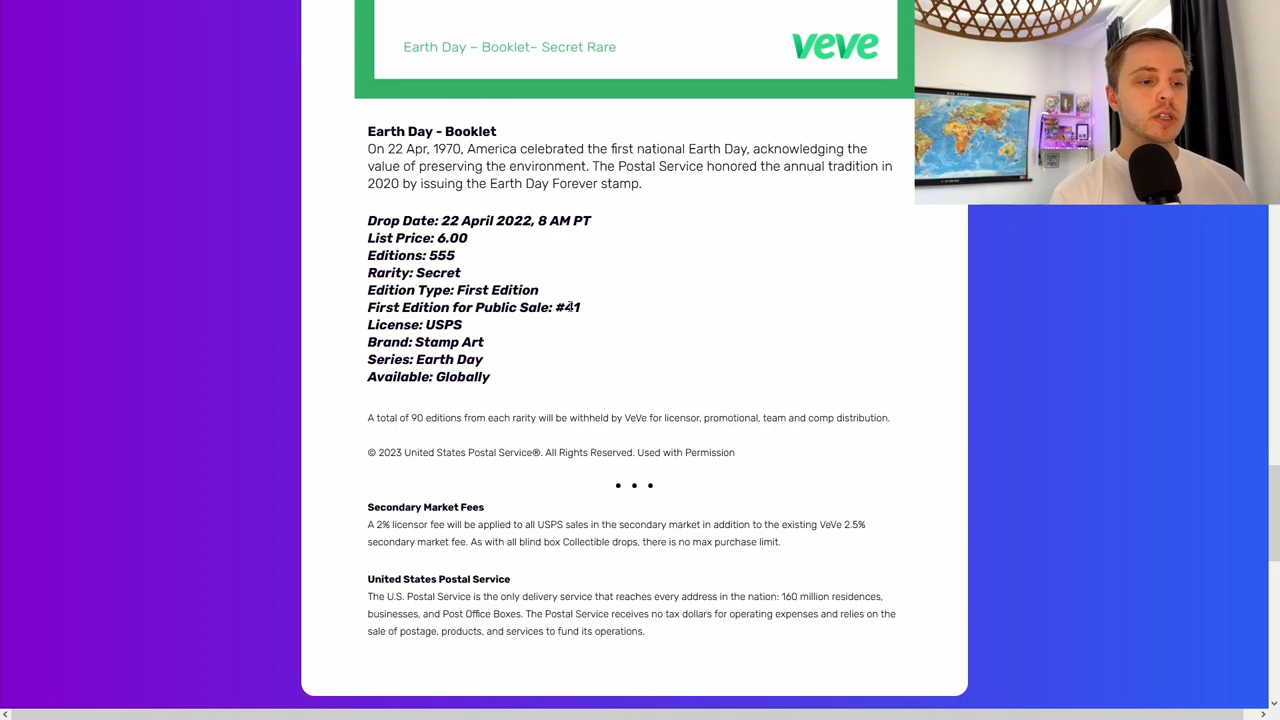 Earth Day – Booklet– Secret Rare
veve
Earth Day - Booklet
On 22 Apr, 1970, America celebrated the first national Earth Day, acknowledging the
value of preserving the environment. The Postal Service honored the annual tradition in
2020 by issuing the Earth Day Forever stamp.
Drop Date: 22 April 2022, 8 AM PT
List Price: 6.00
Editions: 555
Rarity: Secret
Edition Type: First Edition
First Edition for Public Sale: #41
License: USPS
Brand: Stamp Art
Series: Earth Day
Available: Globally
A total of 90 editions from each rarity will be withheld by VeVe for licensor, promotional, team and comp distribution.
© 2023 United States Postal Service®. All Rights Reserved. Used with Permission
• • •
Secondary Market Fees
A 2% licensor fee will be applied to all USPS sales in the secondary market in addition to the existing VeVe 2.5%
secondary market fee. As with all blind box Collectible drops, there is no max purchase limit.
United States Postal Service
The U.S. Postal Service is the only delivery service that reaches every address in the nation: 160 million residences,
businesses, and Post Office Boxes. The Postal Service receives no tax dollars for operating expenses and relies on the
sale of postage, products, and services to fund its operations.